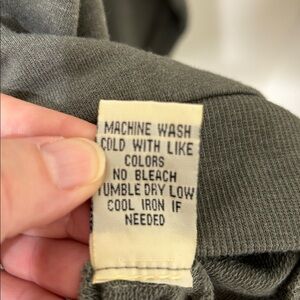 MACHINE WASH
COLD WITH LIKE
COLORS
NO BLEACH
TUMBLE DRY LOW
COOL IRON IF
NEEDED